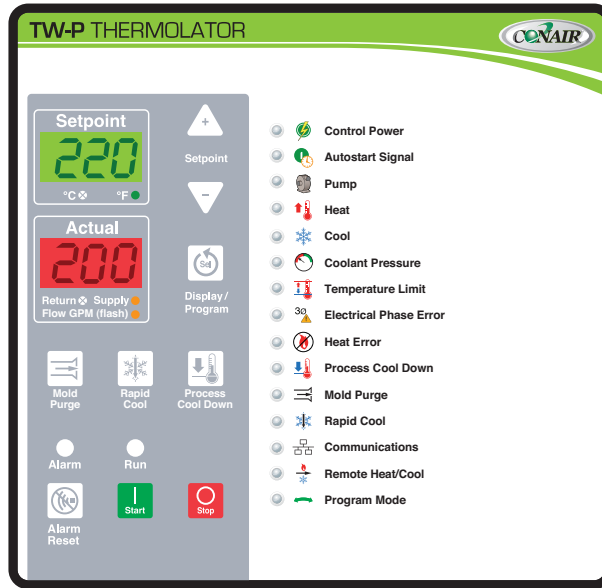 TW-P THERMOLATOR
CONAIR
Setpoint
220
°C °F
+
Setpoint
−
Actual
200
Return Supply
Flow GPM (flash)
Sel
Display/
Program
Mold
Purge
Rapid
Cool
Process
Cool Down
Alarm
Run
Alarm
Reset
Start
Stop
Control Power
Autostart Signal
Pump
Heat
Cool
Coolant Pressure
Temperature Limit
3ø
Electrical Phase Error
Heat Error
Process Cool Down
Mold Purge
Rapid Cool
Communications
Remote Heat/Cool
Program Mode